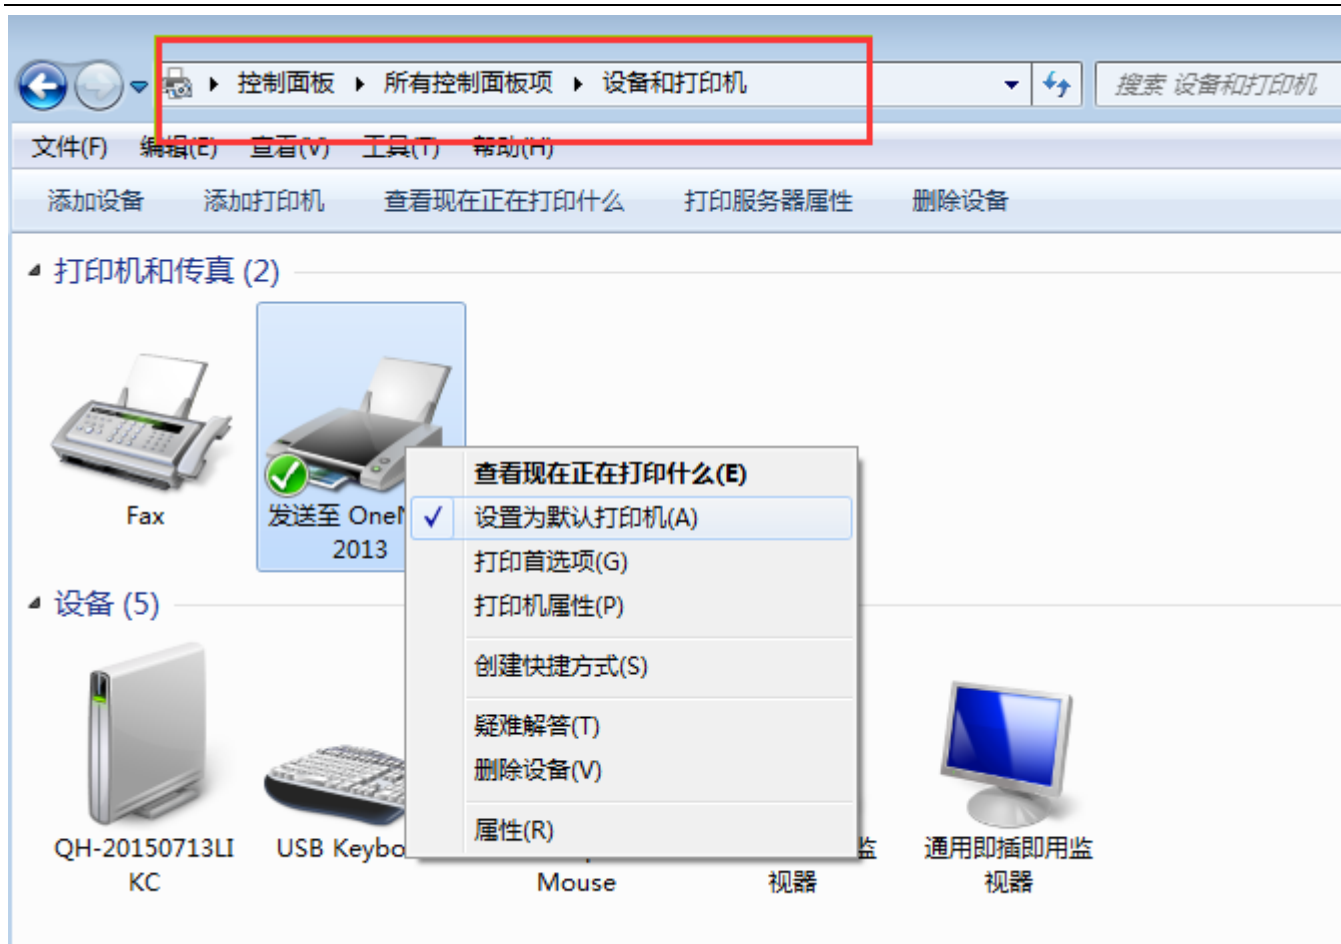 控制面板 所有控制面板项 设备和打印机 搜索 设备和打印机
文件(F) 编辑(E) 查看(V) 工具(T) 帮助(H)
添加设备 添加打印机 查看现在正在打印什么 打印服务器属性 删除设备
打印机和传真 (2)
Fax
发送至
2013
查看现在正在打印什么(E)
设置为默认打印机(A)
打印首选项(G)
打印机属性(P)
创建快捷方式(S)
疑难解答(T)
删除设备(V)
属性(R)
设备 (5)
QH-20150713LI
KC
USB
Mouse
监
视器
通用即插即用监
视器